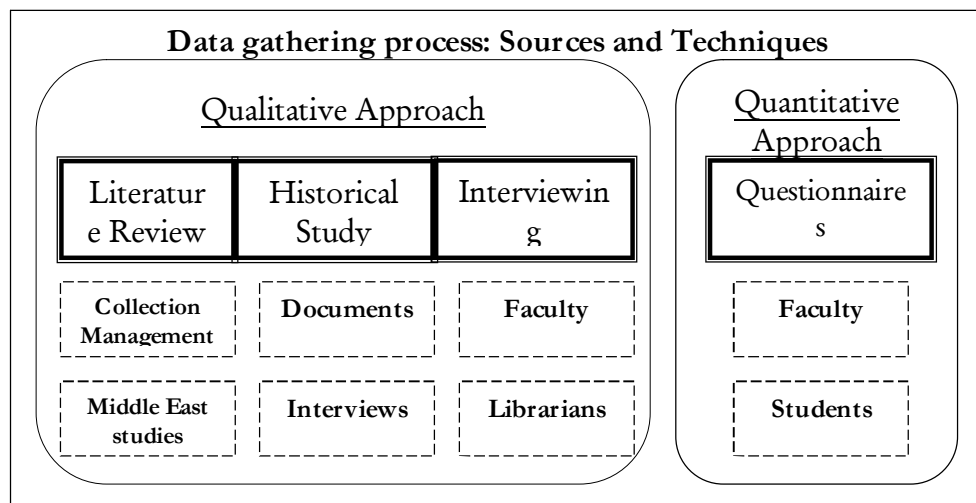 Data gathering process: Sources and Techniques
Qualitative Approach
Literatur
e Review
Historical
Study
Interviewin
g
Collection
Management
Documents
Faculty
Middle East
studies
Interviews
Librarians
Quantitative
Approach
Questionnaire
s
Faculty
Students